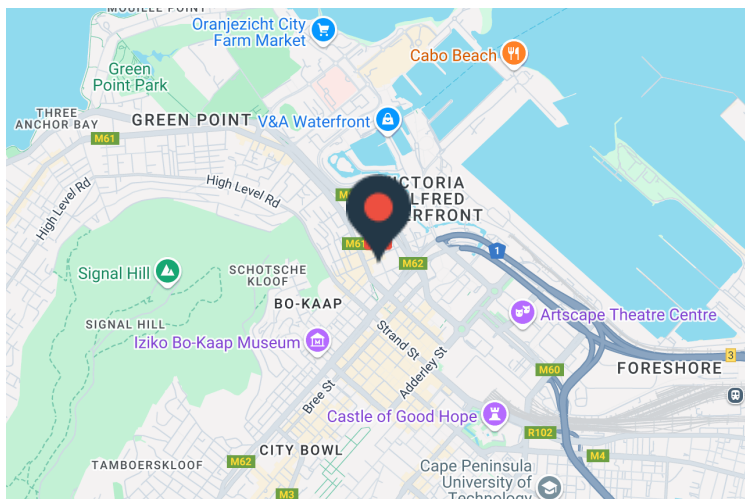 MOUILLE POINT
Oranjezicht City
Farm Market
Cabo Beach
Green
Point Park
THREE
ANCHOR BAY
GREEN POINT
V&A Waterfront
M61
High Level Rd
High Level Rd
VICTORIA
ALFRED
M61
M62
1
Signal Hill
SCHOTSCHE
KLOOF
BO-KAAP
SIGNAL HILL
Iziko Bo-Kaap Museum
Strand St
Artscape Theatre Centre
Adderley St
Bree St
M60
3
FORESHORE
Castle of Good Hope
R102
CITY BOWL
M4
TAMBOERSKLOOF
M62
Cape Peninsula
University of
Technology
M3